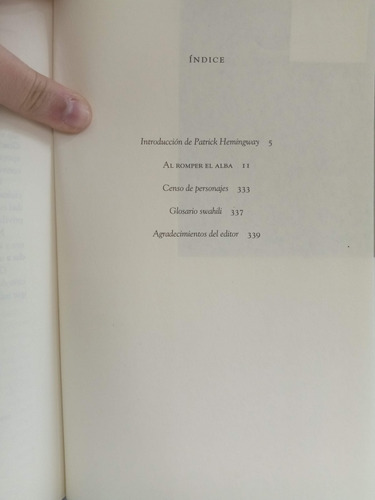 ÍNDICE
Introducción de Patrick Hemingway 5
AL ROMPER EL ALBA 11
Censo de personajes 333
Glosario swahili 337
Agradecimientos del editor 339